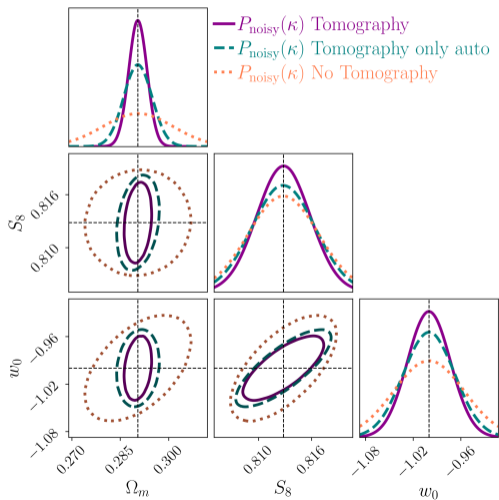 P_noisy(κ) Tomography
P_noisy(κ) Tomography only auto
P_noisy(κ) No Tomography
0.816
0.810
S_8
−0.96
−1.02
−1.08
w_0
0.270
0.285
0.300
Ω_m
0.810
0.816
S_8
−1.08
−1.02
−0.96
w_0